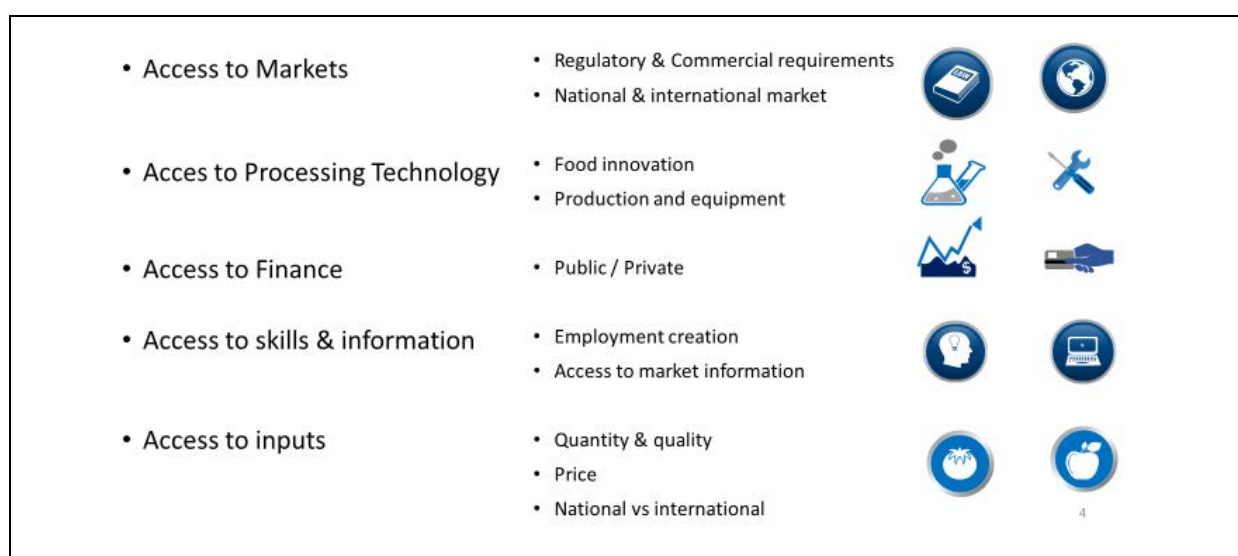 • Access to Markets
• Regulatory & Commercial requirements
• National & international market
LAW
• Acces to Processing Technology
• Food innovation
• Production and equipment
• Access to Finance
• Public / Private
$
• Access to skills & information
• Employment creation
• Access to market information
• Access to inputs
• Quantity & quality
• Price
• National vs international
4